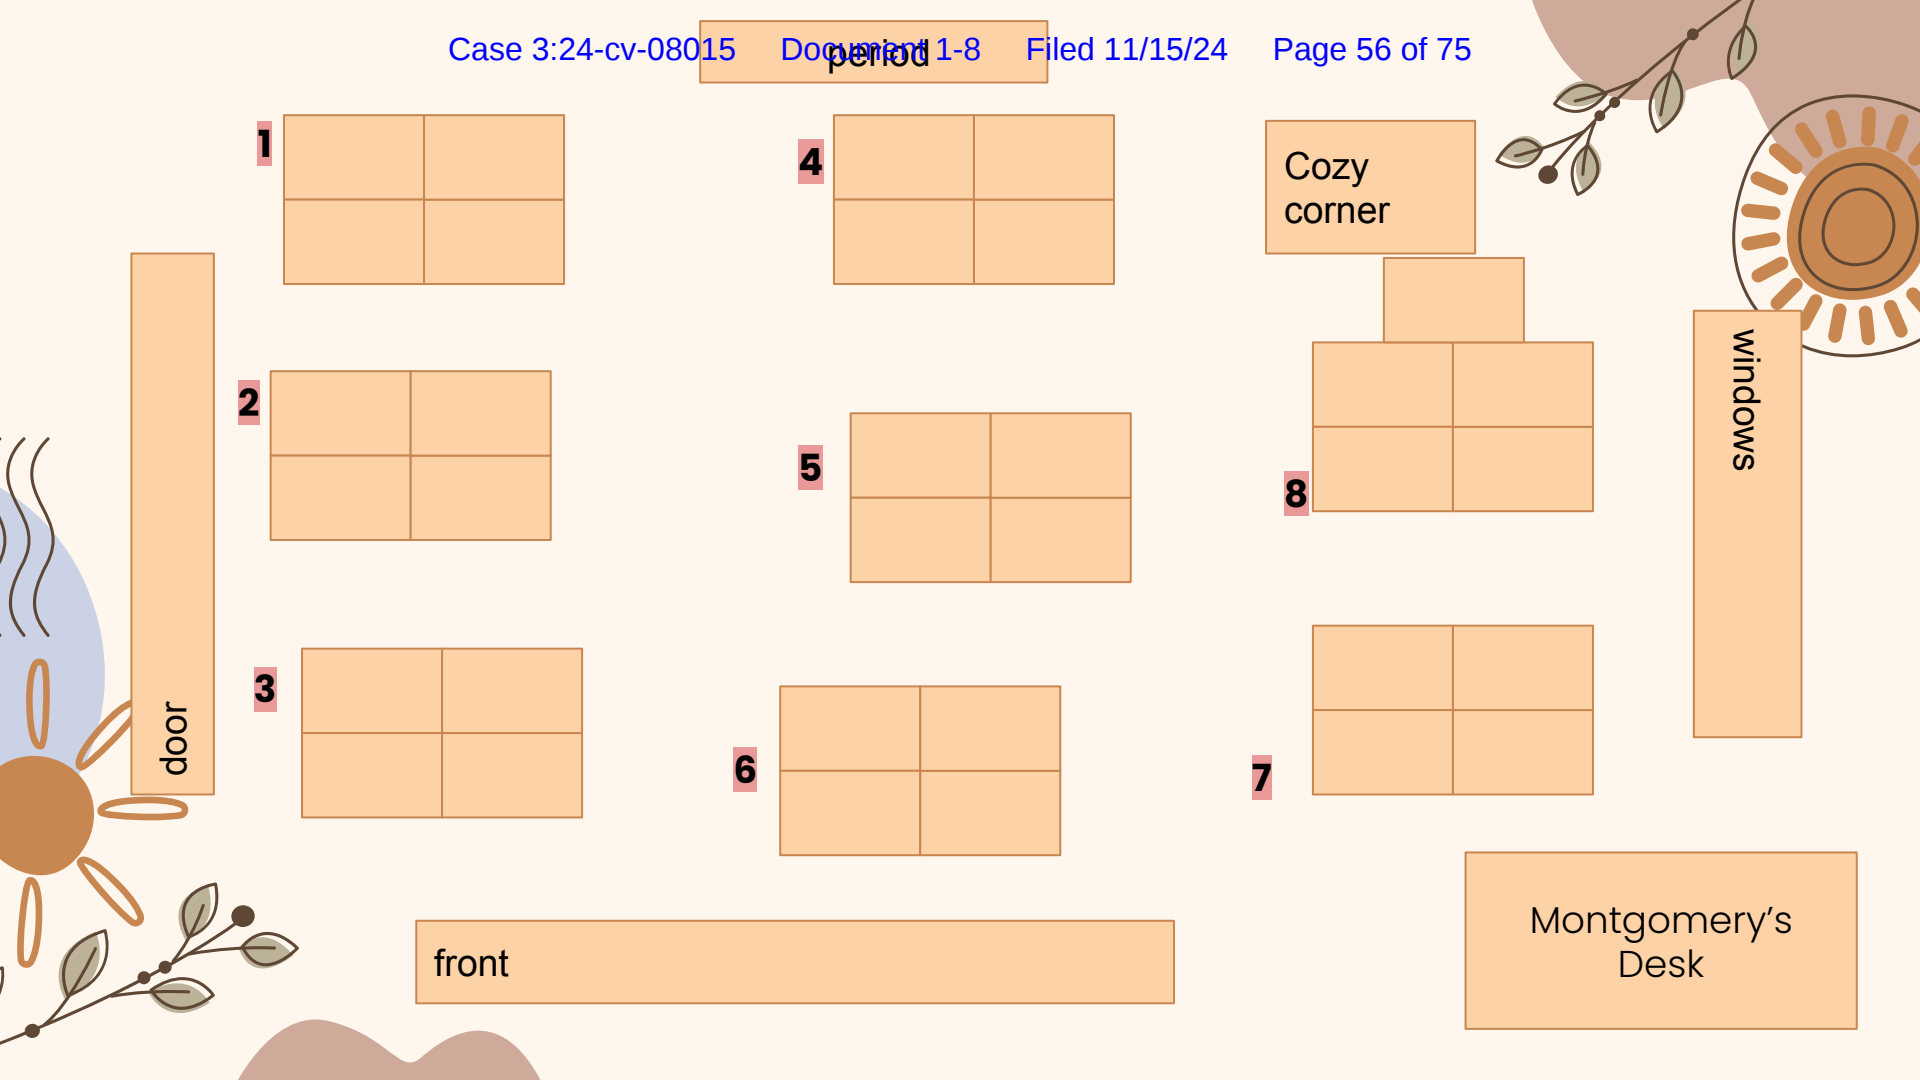 Case 3:24-cv-08015 Document 1-8 Filed 11/15/24 Page 56 of 75
period
1
4
Cozy
corner
windows
2
5
8
3
door
6
7
front
Montgomery’s
Desk